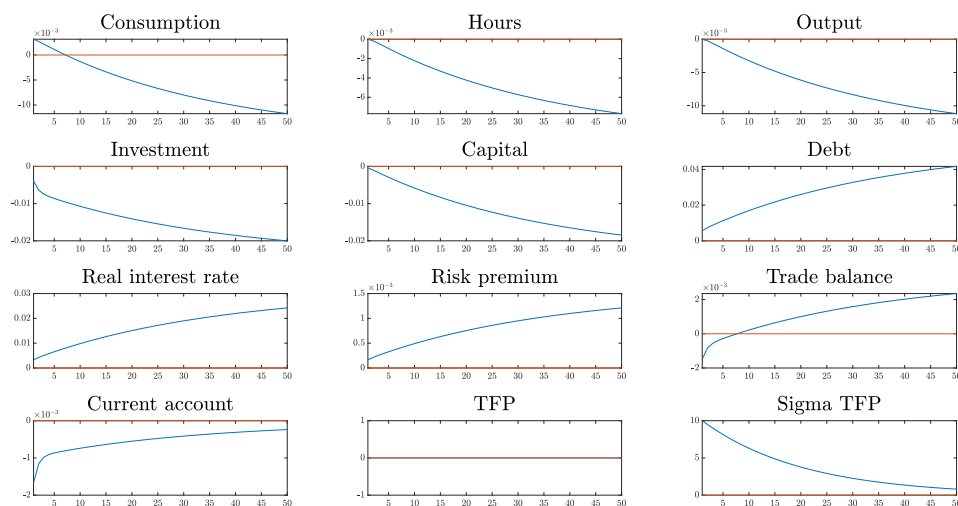 Consumption Hours Output
×10⁻³ ×10⁻³ ×10⁻³
0 0 0
-2
-5 -4 -5
-10 -6 -10
5 10 15 20 25 30 35 40 45 50 5 10 15 20 25 30 35 40 45 50 5 10 15 20 25 30 35 40 45 50
Investment Capital Debt
0 0 0.04
-0.01 -0.01 0.02
-0.02 -0.02 0
5 10 15 20 25 30 35 40 45 50 5 10 15 20 25 30 35 40 45 50 5 10 15 20 25 30 35 40 45 50
Real interest rate Risk premium Trade balance
×10⁻³ ×10⁻³
0.03 1.5 2
0.02 1
0.01 0.5 0
0 0 -2
5 10 15 20 25 30 35 40 45 50 5 10 15 20 25 30 35 40 45 50 5 10 15 20 25 30 35 40 45 50
Current account TFP Sigma TFP
×10⁻³
0 1 10
-1 0 5
-2 -1 0
5 10 15 20 25 30 35 40 45 50 5 10 15 20 25 30 35 40 45 50 5 10 15 20 25 30 35 40 45 50